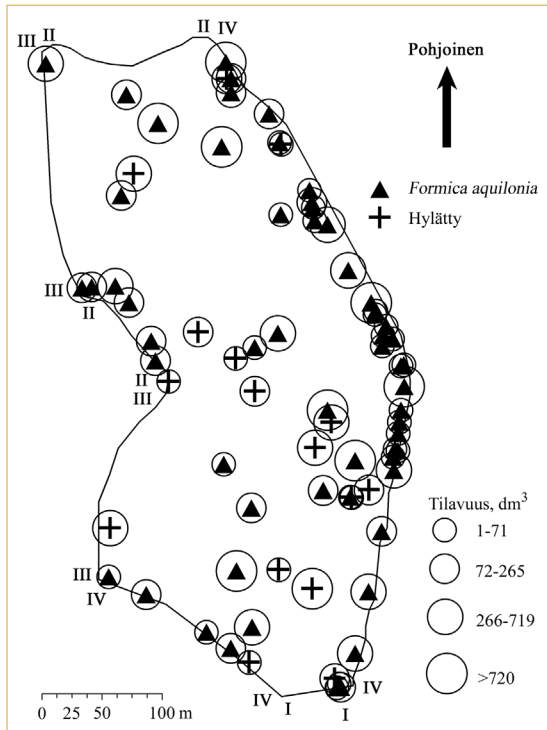 III II
II IV
Pohjoinen
Formica aquilonia
Hylätty
III
II
II
III
Tilavuus, dm³
1-71
72-265
266-719
>720
III
IV
IV
I
I
IV
0 25 50 100 m